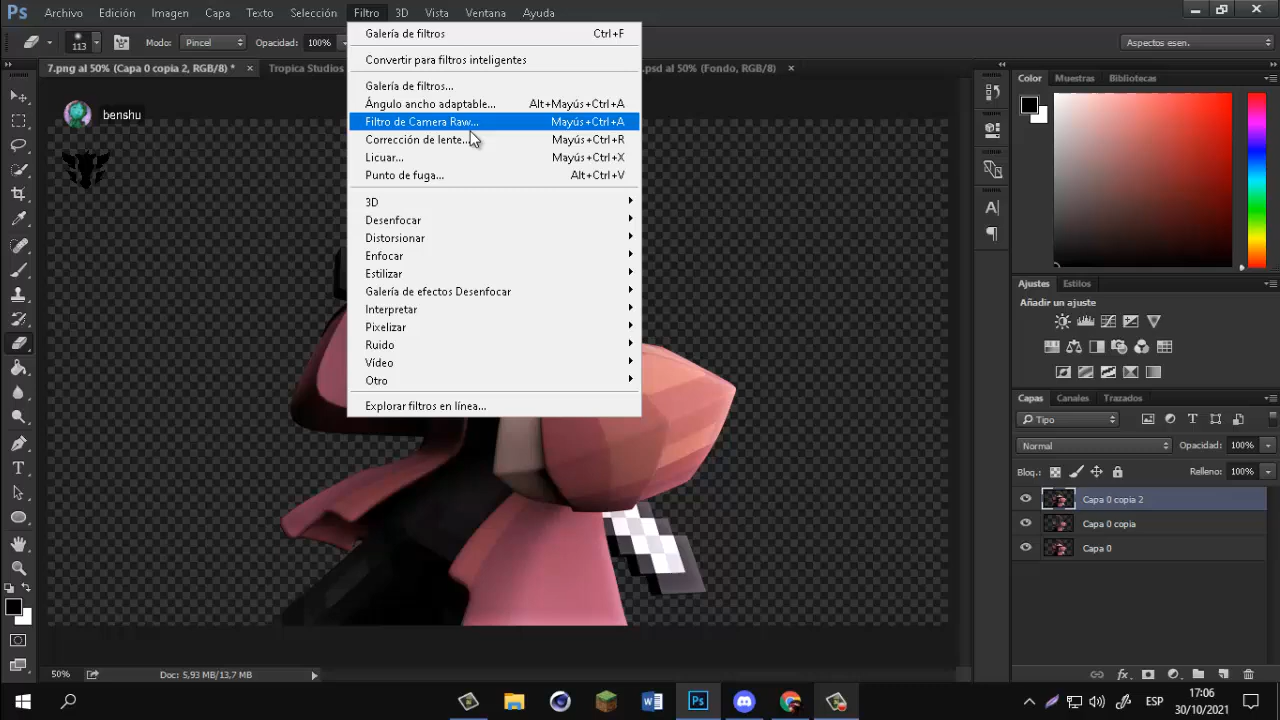 Ps Archivo Edición Imagen Capa Texto Selección Filtro 3D Vista Ventana Ayuda
113 Modo: Pincel Opacidad: 100% Aspectos esen.
7.png al 50% (Capa 0 copia 2, RGB/8) * × Tropica Studios .psd al 50% (Fondo, RGB/8) ×
benshu
Galería de filtros Ctrl+F
Convertir para filtros inteligentes
Galería de filtros...
Ángulo ancho adaptable... Alt+Mayús+Ctrl+A
Filtro de Camera Raw... Mayús+Ctrl+A
Corrección de lente... Mayús+Ctrl+R
Licuar... Mayús+Ctrl+X
Punto de fuga... Alt+Ctrl+V
3D
Desenfocar
Distorsionar
Enfocar
Estilizar
Galería de efectos Desenfocar
Interpretar
Pixelizar
Ruido
Vídeo
Otro
Explorar filtros en línea...
Color Muestras Bibliotecas
Ajustes Estilos
Añadir un ajuste
Capas Canales Trazados
Tipo
Normal Opacidad: 100%
Bloq.: Relleno: 100%
Capa 0 copia 2
Capa 0 copia
Capa 0
50% Doc: 5,93 MB/13,7 MB
ESP 17:06
30/10/2021